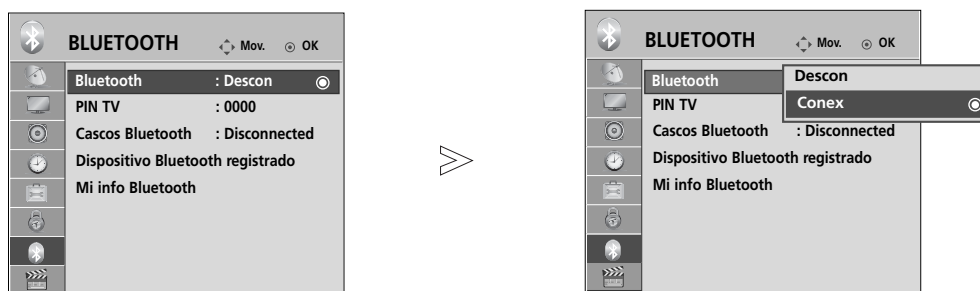 BLUETOOTH Mov. OK
Bluetooth : Descon
PIN TV : 0000
Cascos Bluetooth : Disconnected
Dispositivo Bluetooth registrado
Mi info Bluetooth
BLUETOOTH Mov. OK
Bluetooth
Descon
PIN TV
Conex
Cascos Bluetooth : Disconnected
Dispositivo Bluetooth registrado
Mi info Bluetooth